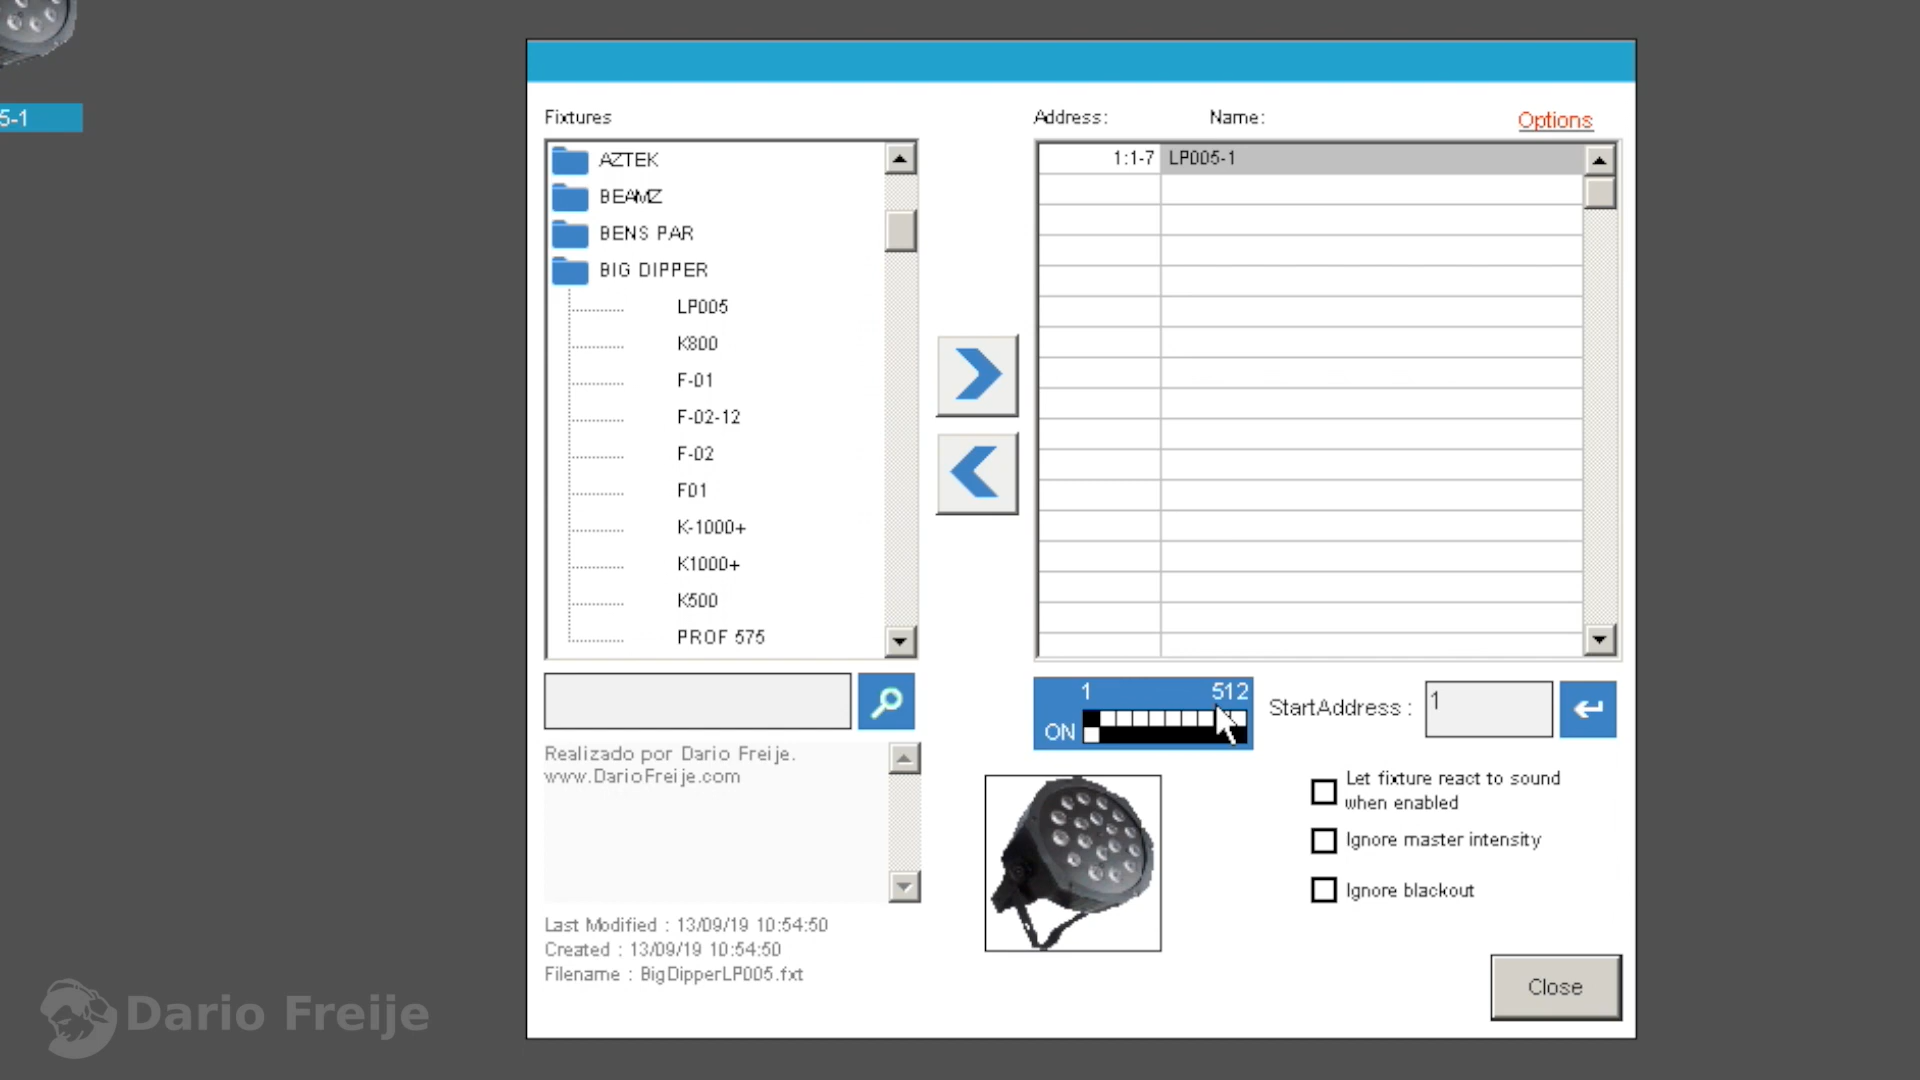 5-1
Fixtures
AZTEK
BEAMZ
BENS PAR
BIG DIPPER
LP005
K800
F-01
F-02-12
F-02
F01
K-1000+
K1000+
K500
PROF 575
Realizado por Dario Freije.
www.DarioFreije.com
Last Modified : 13/09/19 10:54:50
Created : 13/09/19 10:54:50
Filename : BigDipperLP005.fxt
Address: Name: Options
1:1-7 LP005-1
1 512
ON
StartAddress : 1
Let fixture react to sound
when enabled
Ignore master intensity
Ignore blackout
Close
Dario Freije